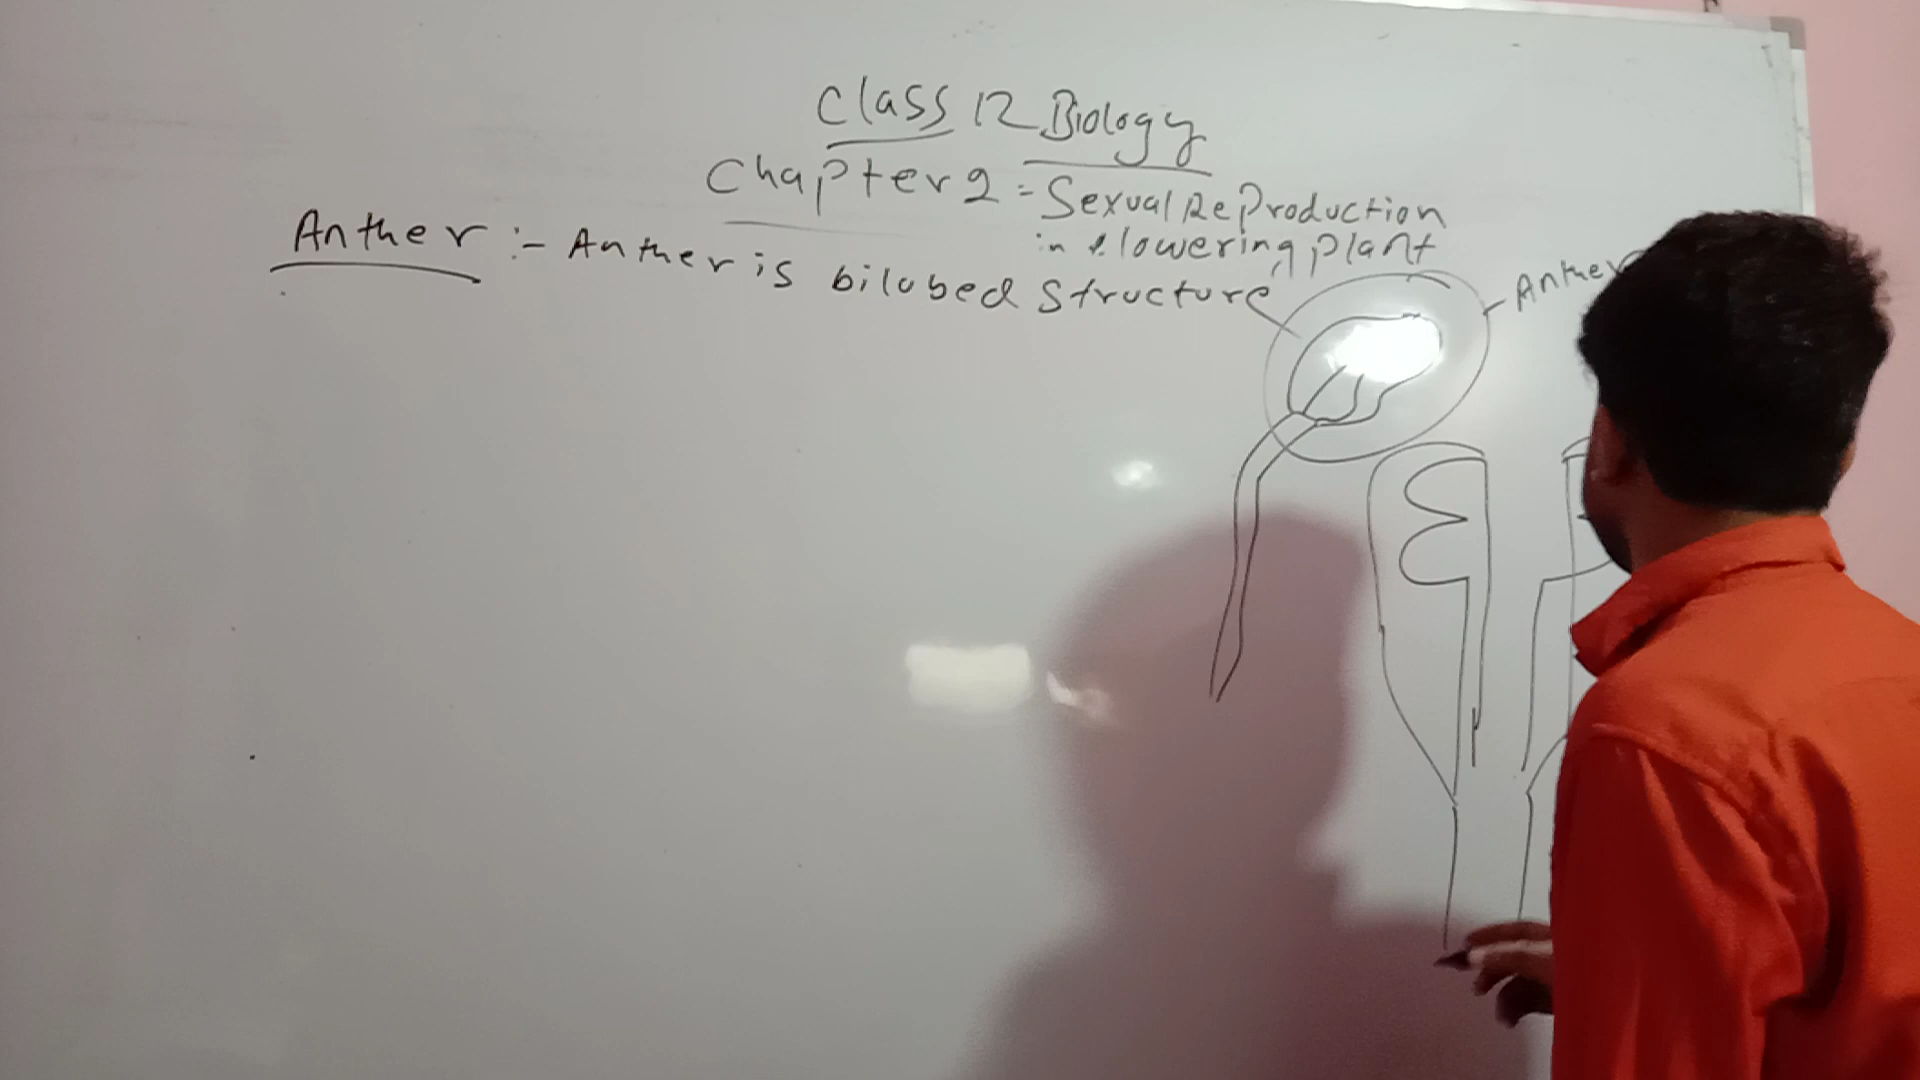 Class 12 Biology
Chapter 2 = Sexual Reproduction
in flowering plant
Anther :- Anther is bilobed structure
Anther